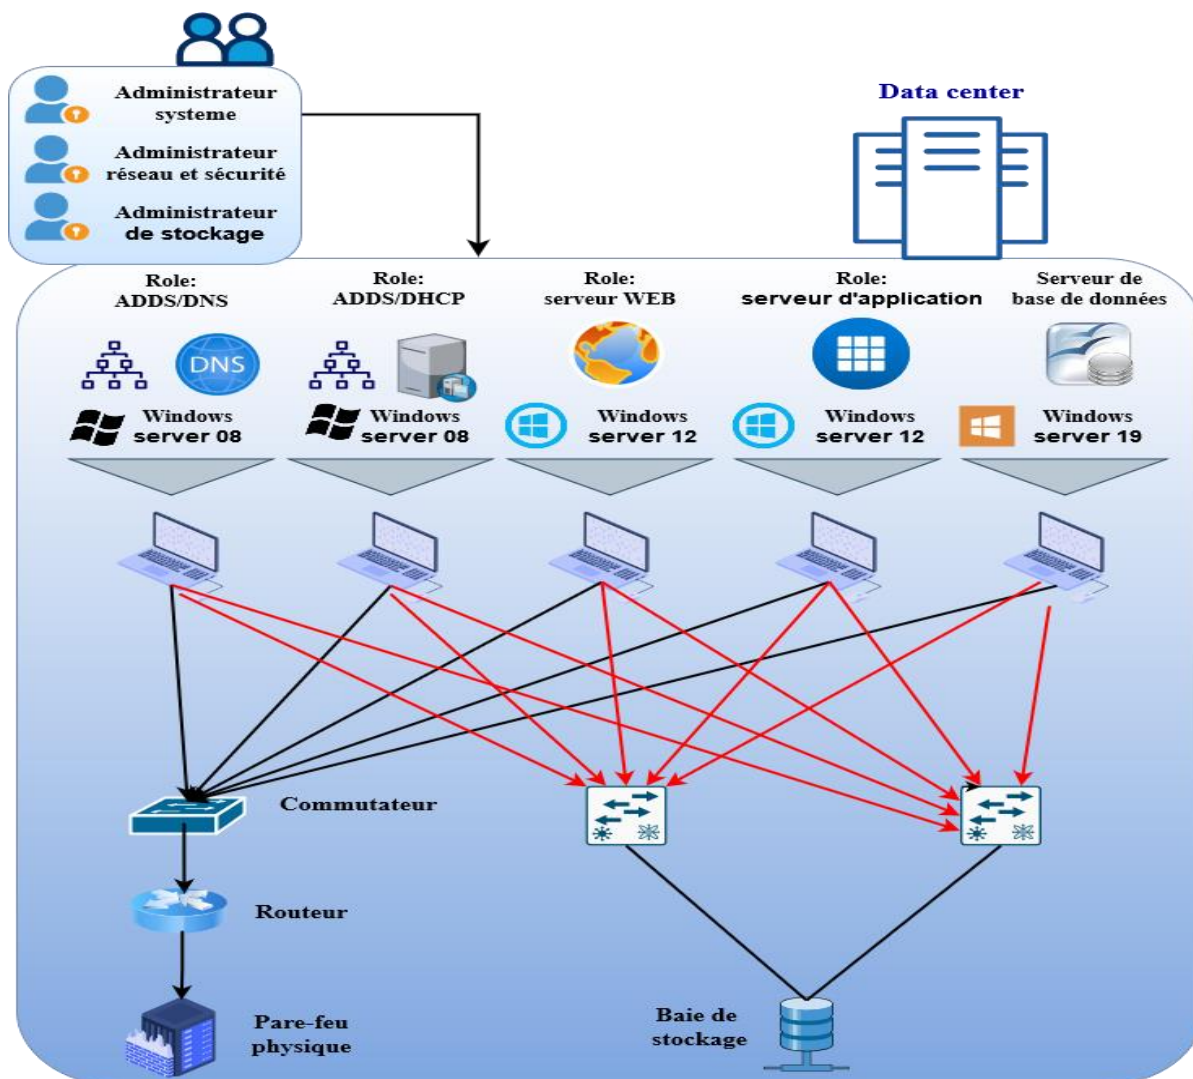 Administrateur
systeme
Administrateur
réseau et sécurité
Administrateur
de stockage
Data center
Role:
ADDS/DNS
Role:
ADDS/DHCP
Role:
serveur WEB
Role:
serveur d'application
Serveur de
base de données
DNS
Windows
server 08
Windows
server 08
Windows
server 12
Windows
server 12
Windows
server 19
Commutateur
Routeur
Pare-feu
physique
Baie de
stockage